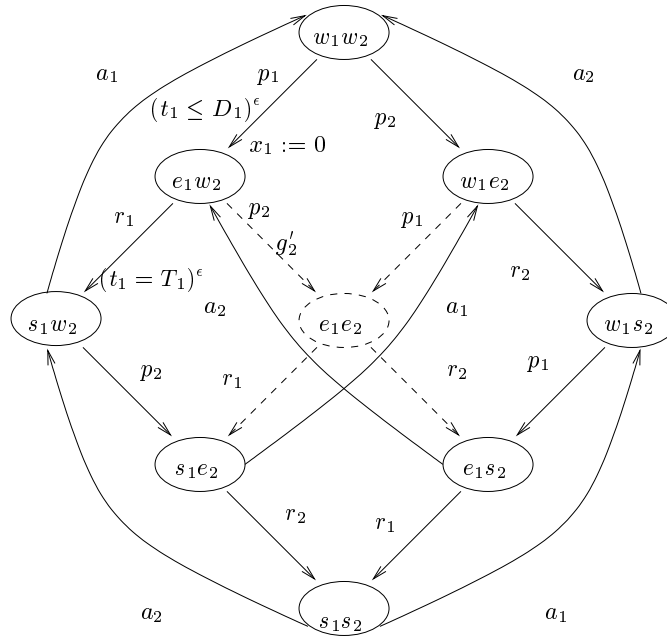 w₁w₂
a₁
p₁
a₂
(t₁ ≤ D₁)^ϵ
p₂
x₁ := 0
e₁w₂
w₁e₂
r₁
p₂
p₁
g′₂
r₂
(t₁ = T₁)^ϵ
a₂
a₁
s₁w₂
e₁e₂
w₁s₂
p₂
r₁
r₂
p₁
s₁e₂
e₁s₂
r₂
r₁
a₂
s₁s₂
a₁